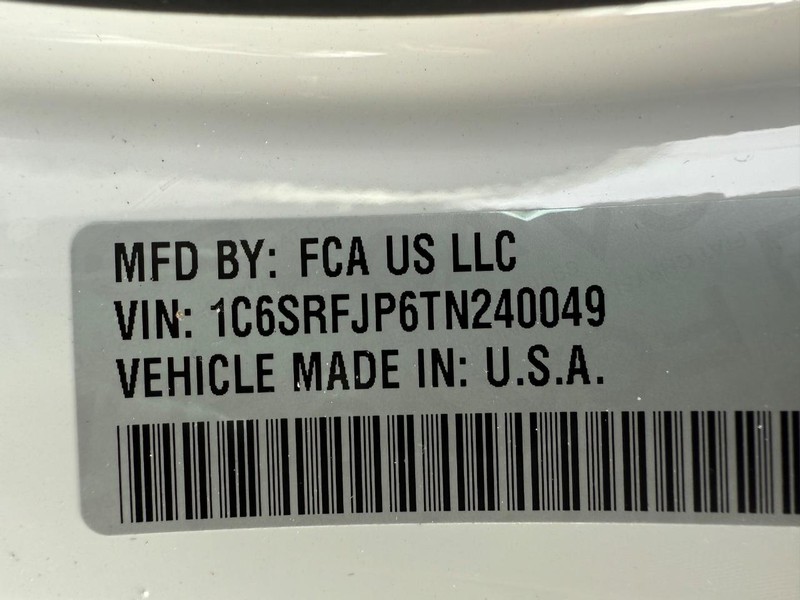 MFD BY: FCA US LLC
VIN: 1C6SRFJP6TN240049
VEHICLE MADE IN: U.S.A.